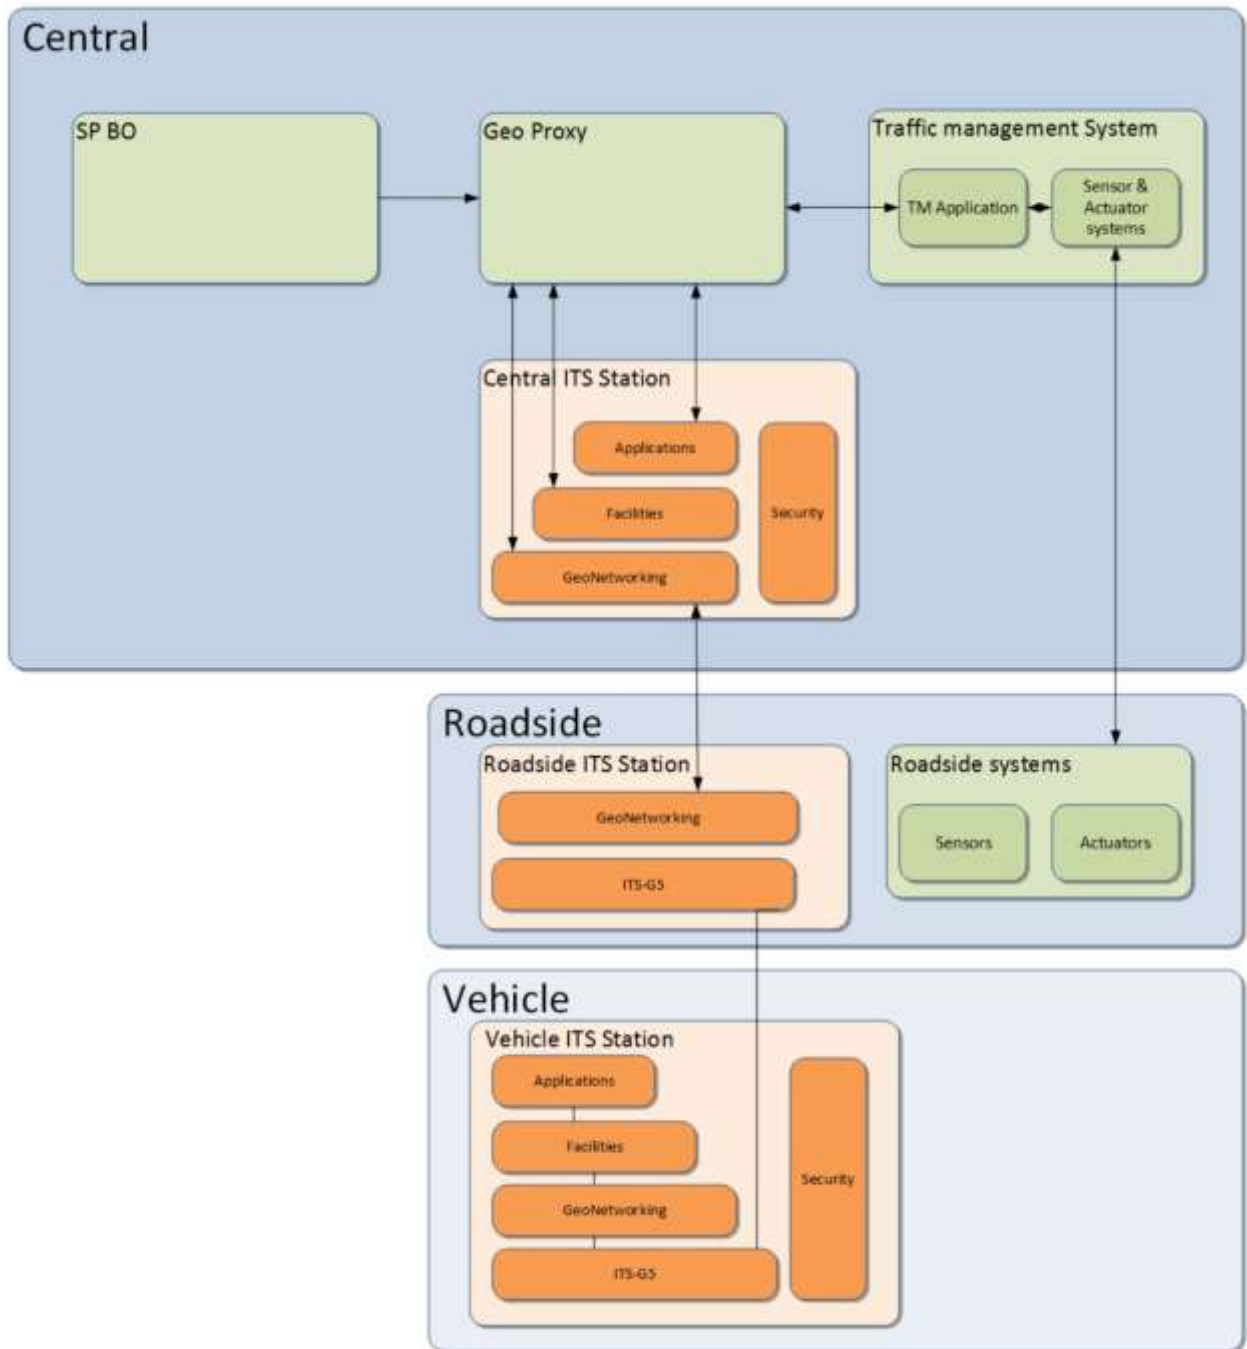 Central
SP BO
Geo Proxy
Traffic management System
TM Application
Sensor &
Actuator
systems
Central ITS Station
Applications
Facilities
Security
GeoNetworking
Roadside
Roadside ITS Station
Roadside systems
GeoNetworking
Sensors
Actuators
ITS-G5
Vehicle
Vehicle ITS Station
Applications
Facilities
Security
GeoNetworking
ITS-G5